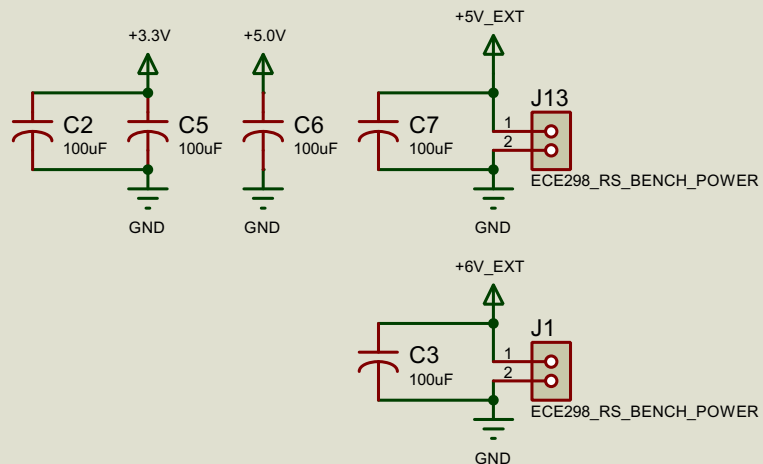 +3.3V
+5.0V
+5V_EXT
C2
100uF
C5
100uF
C6
100uF
C7
100uF
1
2
J13
ECE298_RS_BENCH_POWER
GND
GND
GND
+6V_EXT
C3
100uF
1
2
J1
ECE298_RS_BENCH_POWER
GND